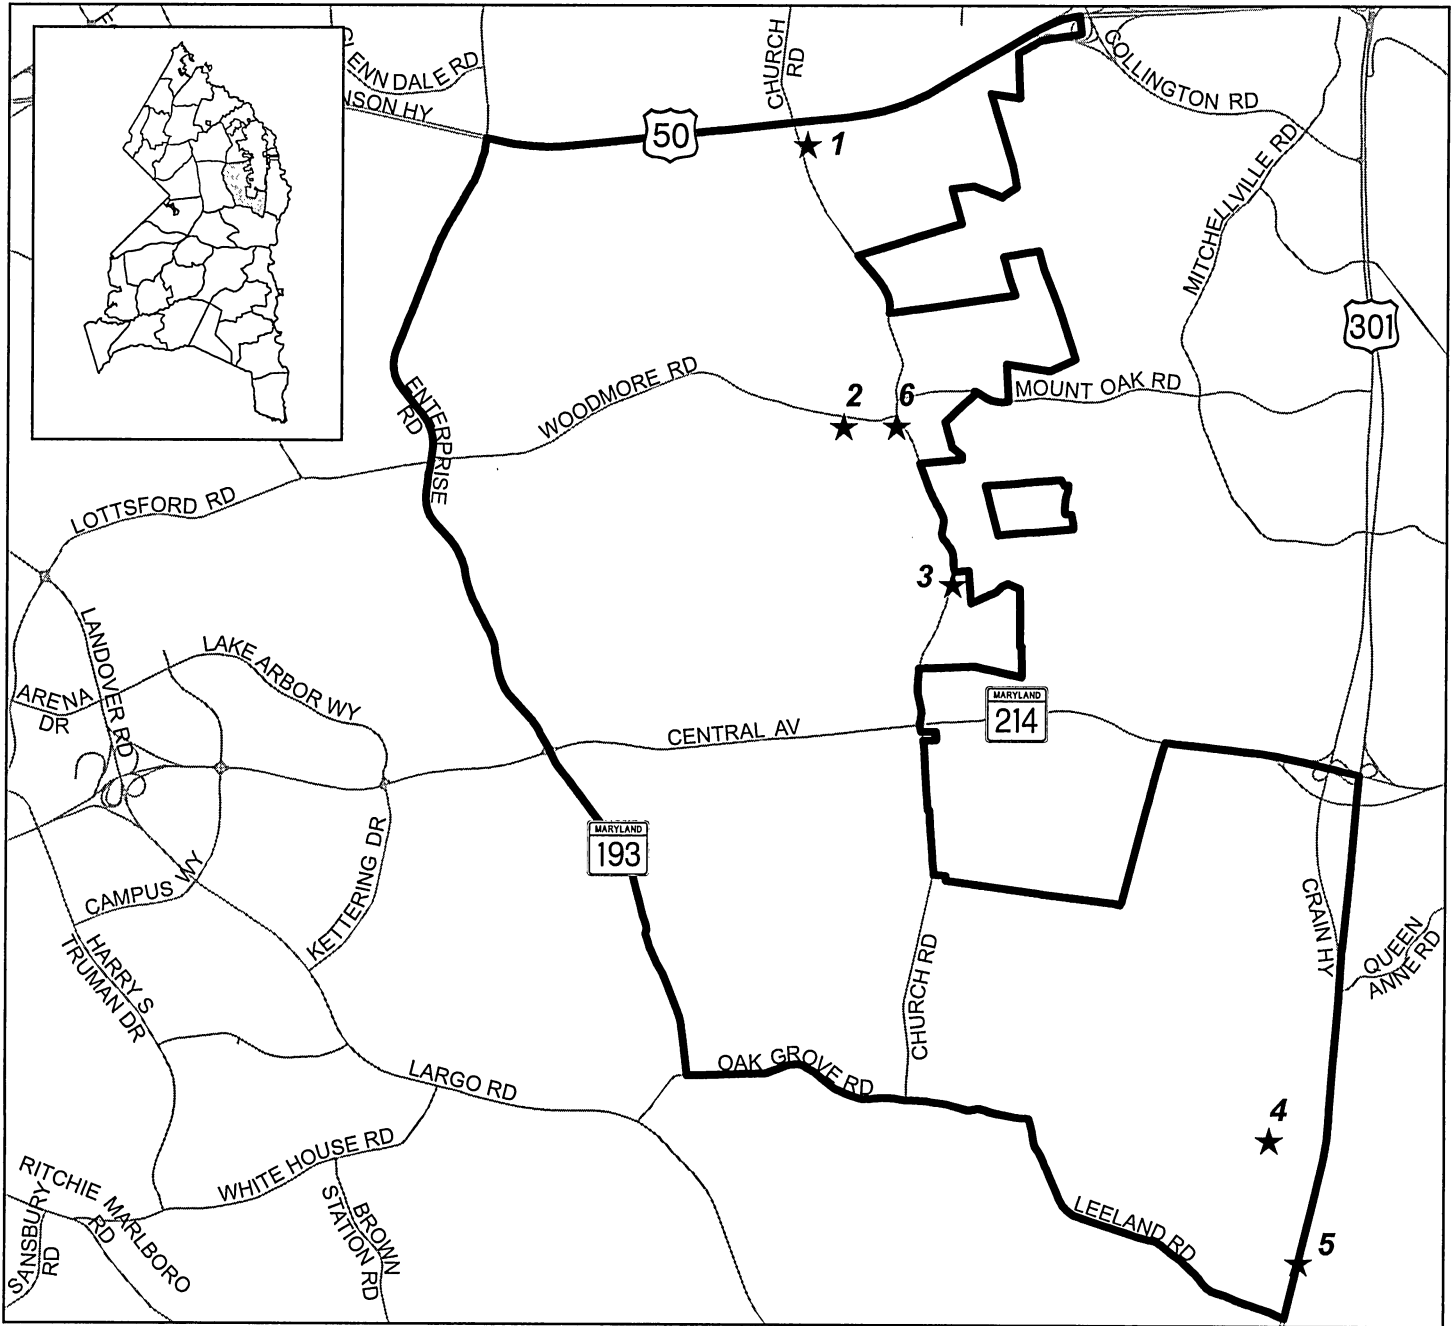 GLENN DALE RD
NSON HY
CHURCH
RD
COLLINGTON RD
50
1
MITCHELLVILLE RD
301
ENTERPRISE
RD
WOODMORE RD
2
6
MOUNT OAK RD
LOTTSFORD RD
3
LANDOVER RD
LAKE ARBOR WY
ARENA
DR
CENTRAL AV
MARYLAND
214
MARYLAND
193
KETTERING DR
CAMPUS WY
CRAIN HY
QUEEN
ANNE RD
HARRY S
TRUMAN DR
CHURCH RD
OAK GROVE RD
LARGO RD
4
WHITE HOUSE RD
RITCHIE MARLBORO
RD
SANSBURY
RD
BROWN
STATION RD
LEELAND RD
5